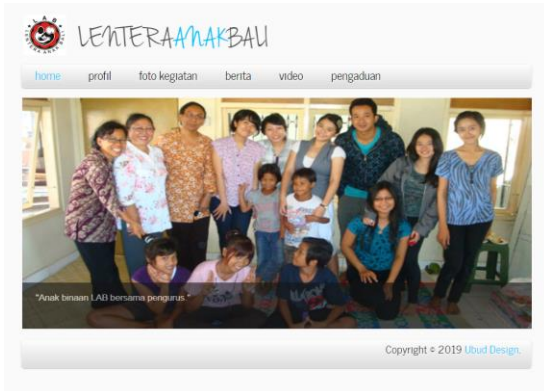 LENTERAANAKBALI
home profil foto kegiatan berita video pengaduan
"Anak binaan LAB bersama pengurus."
Copyright © 2019 Ubud Design.